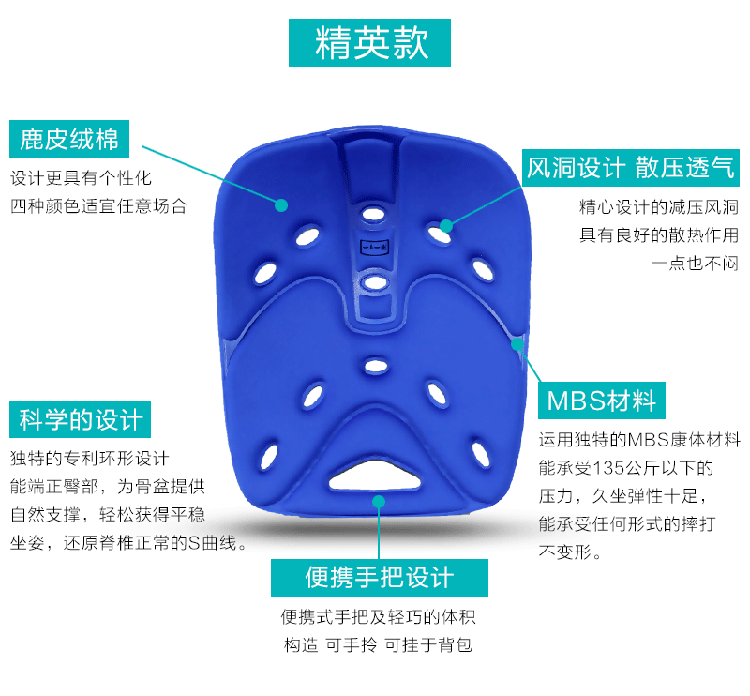 精英款
鹿皮绒棉
设计更具有个性化
四种颜色适宜任意场合
风洞设计 散压透气
精心设计的减压风洞
具有良好的散热作用
一点也不闷
科学的设计
独特的专利环形设计
能端正臀部，为骨盆提供
自然支撑，轻松获得平稳
坐姿，还原脊椎正常的S曲线。
MBS材料
运用独特的MBS康体材料
能承受135公斤以下的
压力，久坐弹性十足，
能承受任何形式的摔打
不变形。
便携手把设计
便携式手把及轻巧的体积
构造 可手拎 可挂于背包